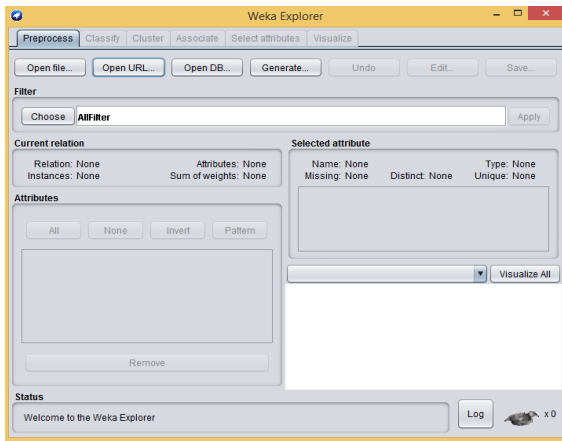 Weka Explorer
Preprocess Classify Cluster Associate Select attributes Visualize
Open file... Open URL... Open DB... Generate... Undo Edit... Save...
Filter
Choose AllFilter Apply
Current relation
Relation: None Attributes: None
Instances: None Sum of weights: None
Selected attribute
Name: None Type: None
Missing: None Distinct: None Unique: None
Attributes
All None Invert Pattern
Remove
Visualize All
Status
Welcome to the Weka Explorer
Log x 0